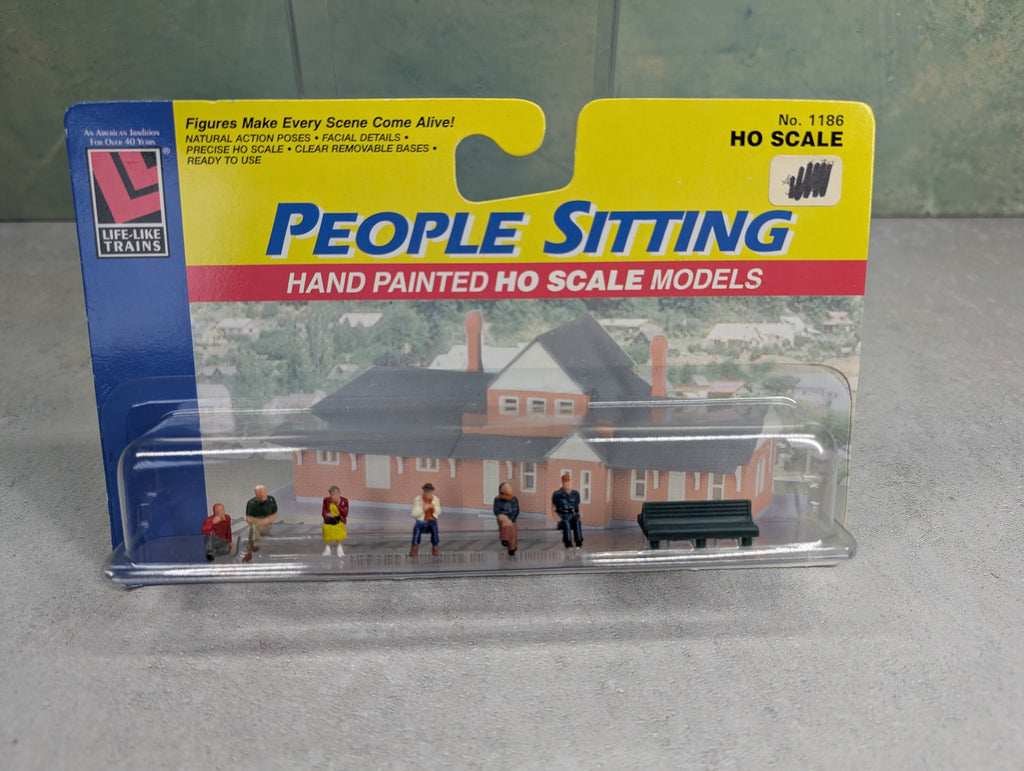 AN AMERICAN TRADITION
FOR OVER 40 YEARS
®
LIFE-LIKE
TRAINS
Figures Make Every Scene Come Alive!
NATURAL ACTION POSES • FACIAL DETAILS •
PRECISE HO SCALE • CLEAR REMOVABLE BASES •
READY TO USE
No. 1186
HO SCALE
PEOPLE SITTING
HAND PAINTED HO SCALE MODELS